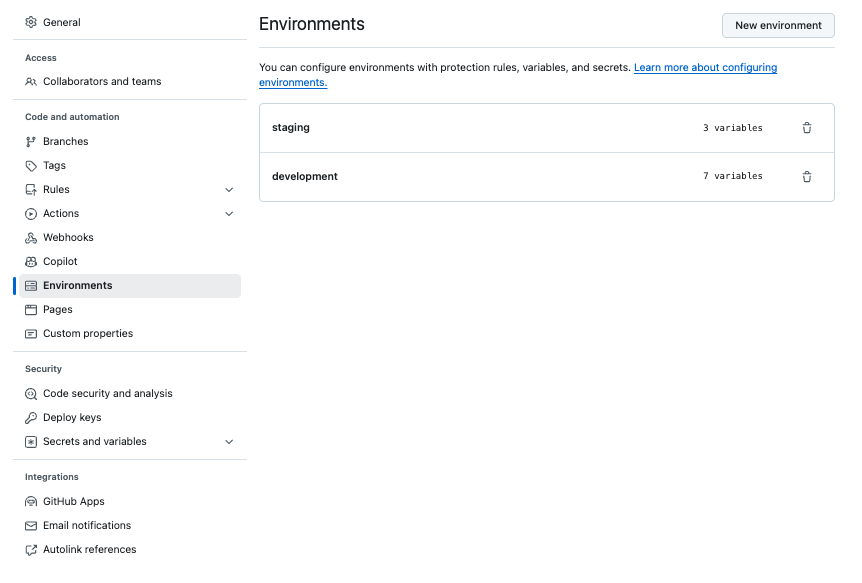 General
Access
Collaborators and teams
Code and automation
Branches
Tags
Rules
Actions
Webhooks
Copilot
Environments
Pages
Custom properties
Security
Code security and analysis
Deploy keys
Secrets and variables
Integrations
GitHub Apps
Email notifications
Autolink references
Environments
New environment
You can configure environments with protection rules, variables, and secrets. Learn more about configuring
environments.
staging 3 variables
development 7 variables